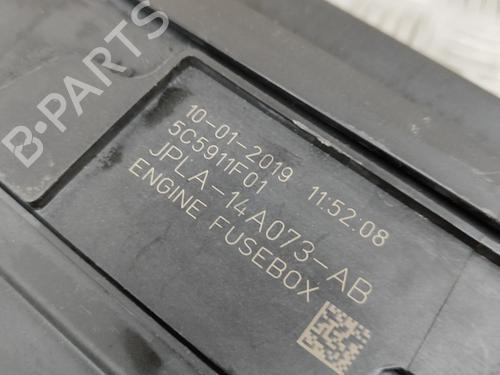 B-PARTS
10-01-2019 11:52:08
5C5911F01
JPLA-14A073-AB
ENGINE FUSEBOX